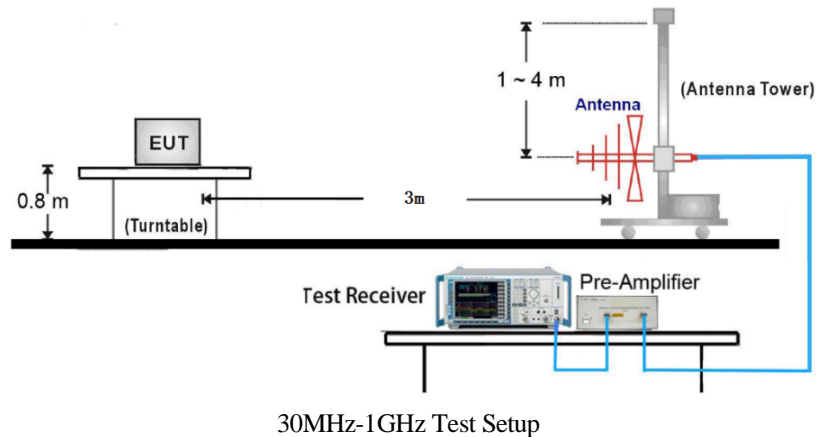 1 ~ 4 m
(Antenna Tower)
Antenna
EUT
0.8 m
3m
(Turntable)
Test Receiver
Pre-Amplifier
30MHz-1GHz Test Setup